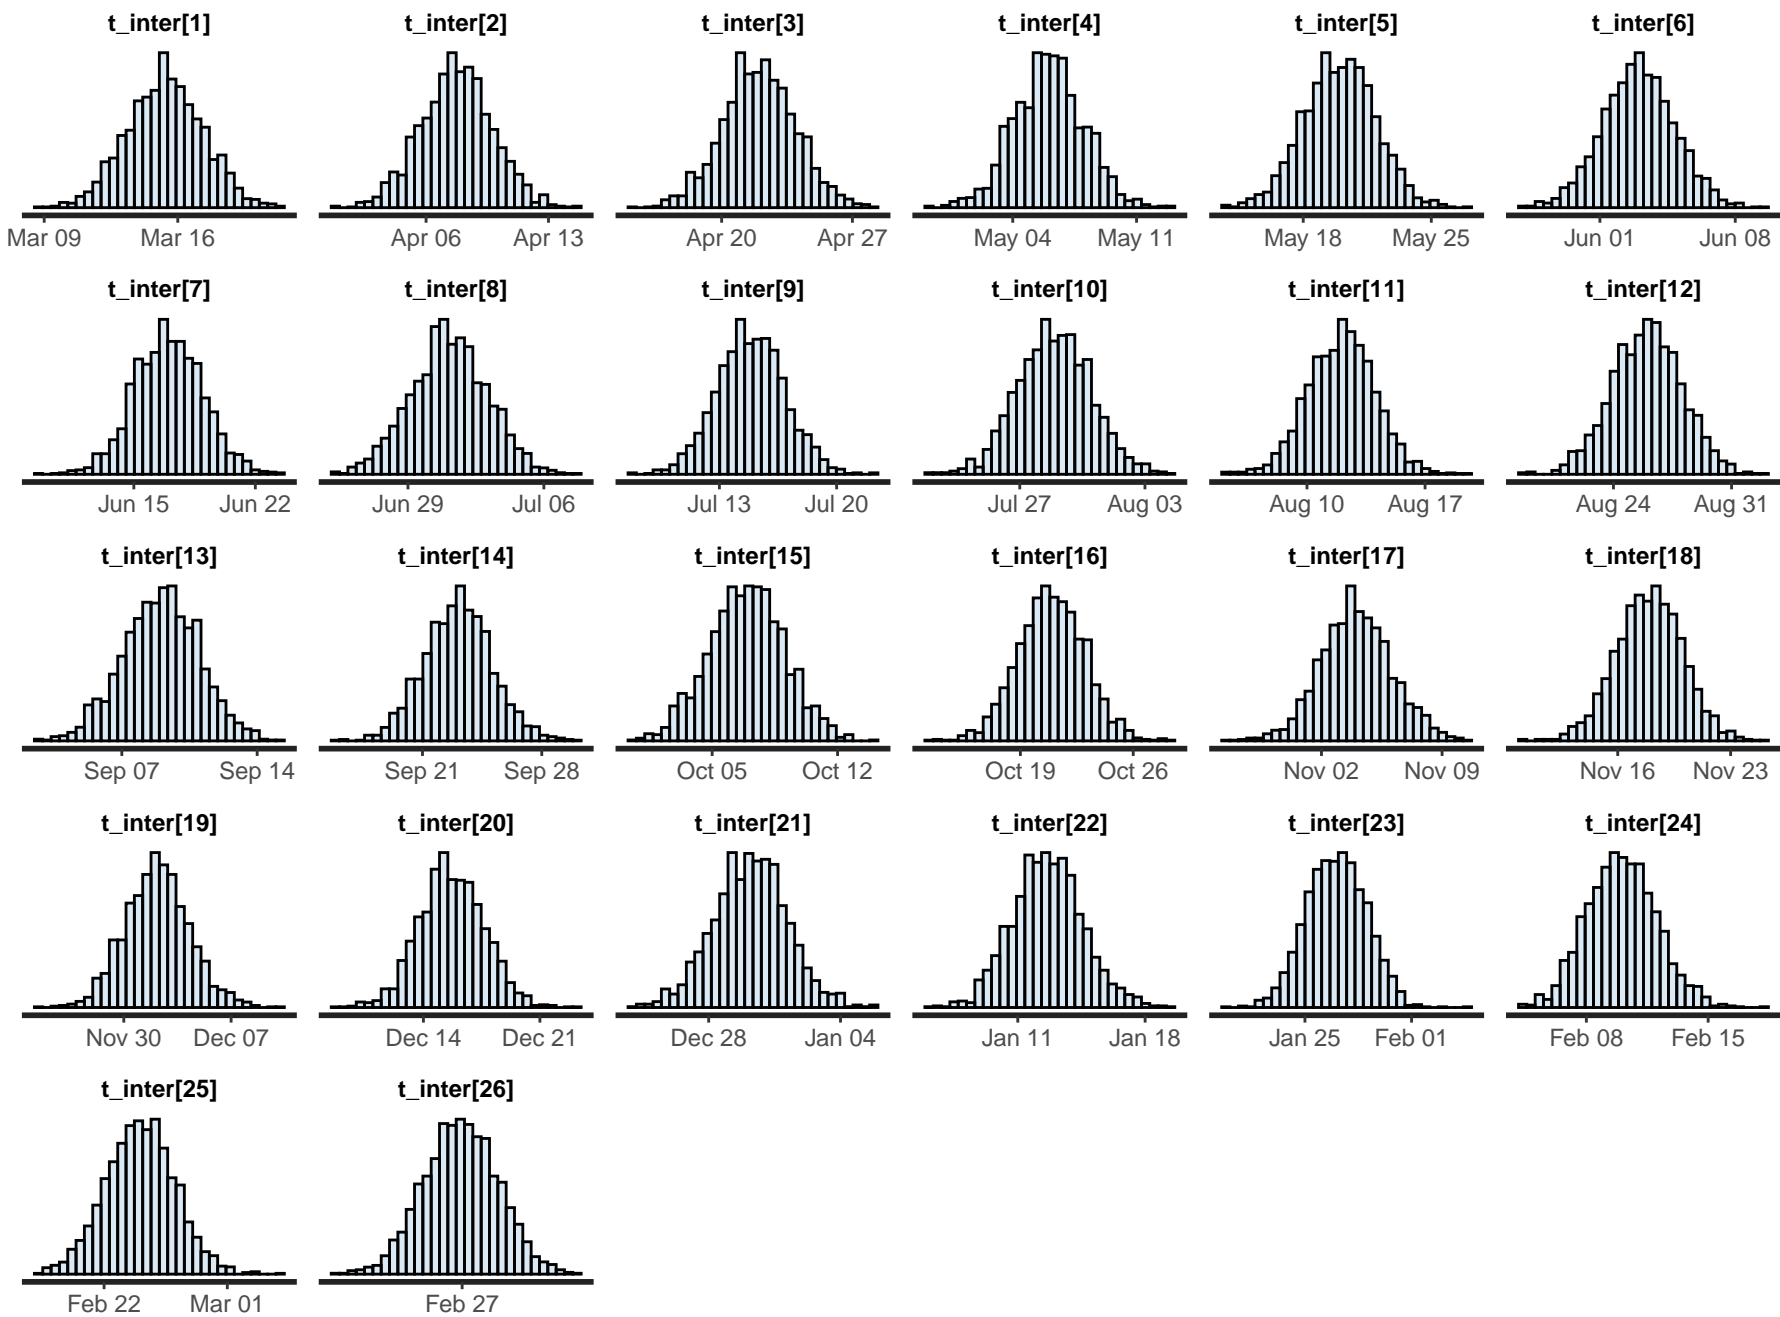 t_inter[1] t_inter[2] t_inter[3] t_inter[4] t_inter[5] t_inter[6]
Mar 09 Mar 16 Apr 06 Apr 13 Apr 20 Apr 27 May 04 May 11 May 18 May 25 Jun 01 Jun 08
t_inter[7] t_inter[8] t_inter[9] t_inter[10] t_inter[11] t_inter[12]
Jun 15 Jun 22 Jun 29 Jul 06 Jul 13 Jul 20 Jul 27 Aug 03 Aug 10 Aug 17 Aug 24 Aug 31
t_inter[13] t_inter[14] t_inter[15] t_inter[16] t_inter[17] t_inter[18]
Sep 07 Sep 14 Sep 21 Sep 28 Oct 05 Oct 12 Oct 19 Oct 26 Nov 02 Nov 09 Nov 16 Nov 23
t_inter[19] t_inter[20] t_inter[21] t_inter[22] t_inter[23] t_inter[24]
Nov 30 Dec 07 Dec 14 Dec 21 Dec 28 Jan 04 Jan 11 Jan 18 Jan 25 Feb 01 Feb 08 Feb 15
t_inter[25] t_inter[26]
Feb 22 Mar 01 Feb 27